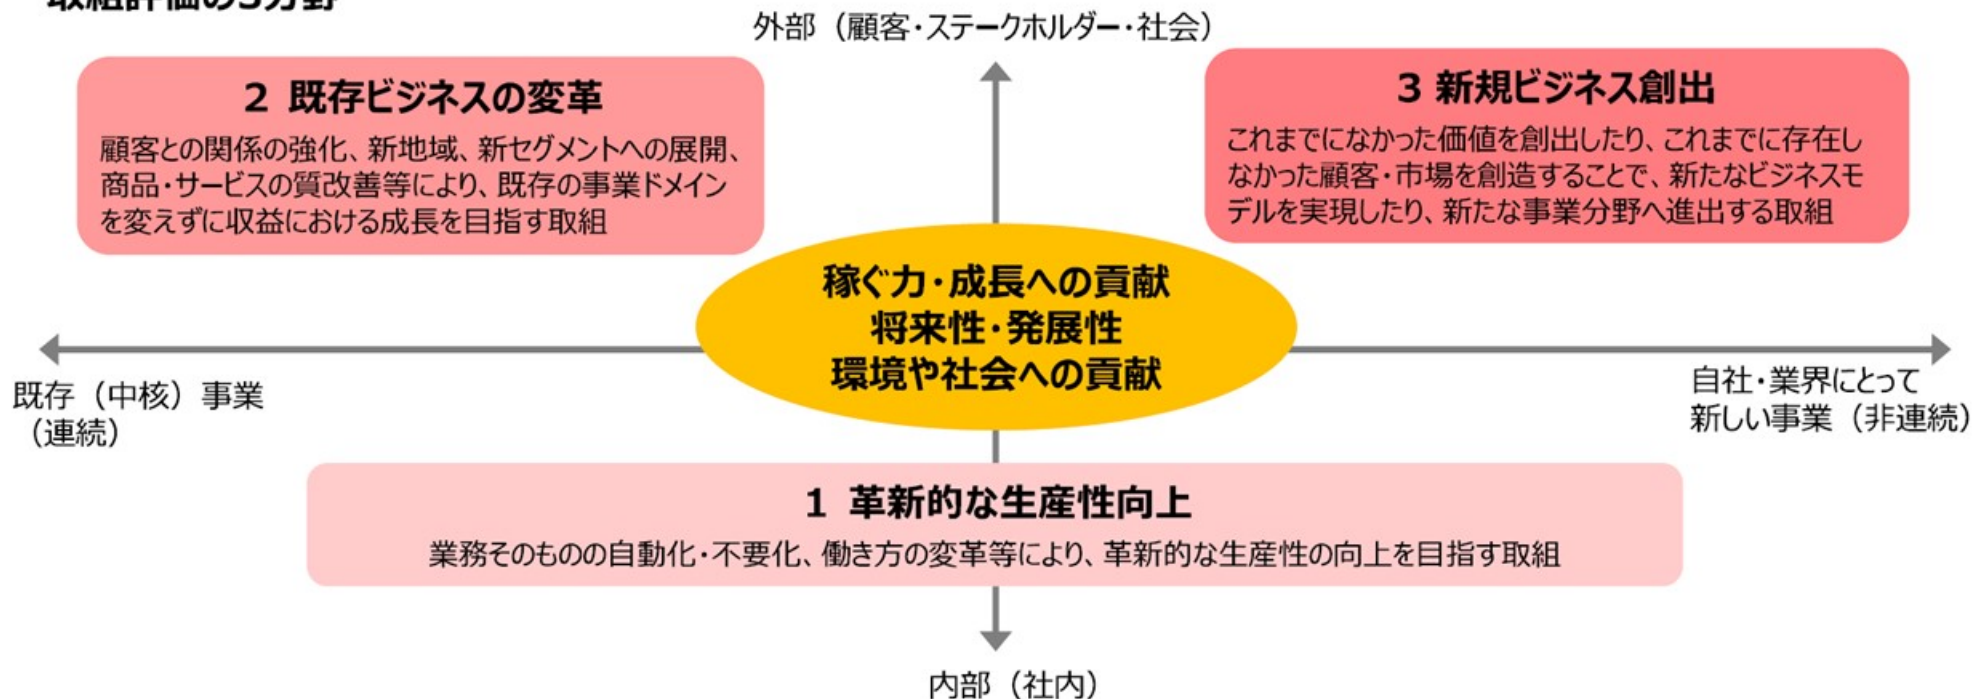 取組評価の3分野
外部（顧客・ステークホルダー・社会）
2 既存ビジネスの変革
顧客との関係の強化、新地域、新セグメントへの展開、
商品・サービスの質改善等により、既存の事業ドメイン
を変えずに収益における成長を目指す取組
3 新規ビジネス創出
これまでになかった価値を創出したり、これまでに存在し
なかった顧客・市場を創造することで、新たなビジネスモ
デルを実現したり、新たな事業分野へ進出する取組
稼ぐ力・成長への貢献
将来性・発展性
環境や社会への貢献
既存（中核）事業
（連続）
自社・業界にとって
新しい事業（非連続）
1 革新的な生産性向上
業務そのものの自動化・不要化、働き方の変革等により、革新的な生産性の向上を目指す取組
内部（社内）